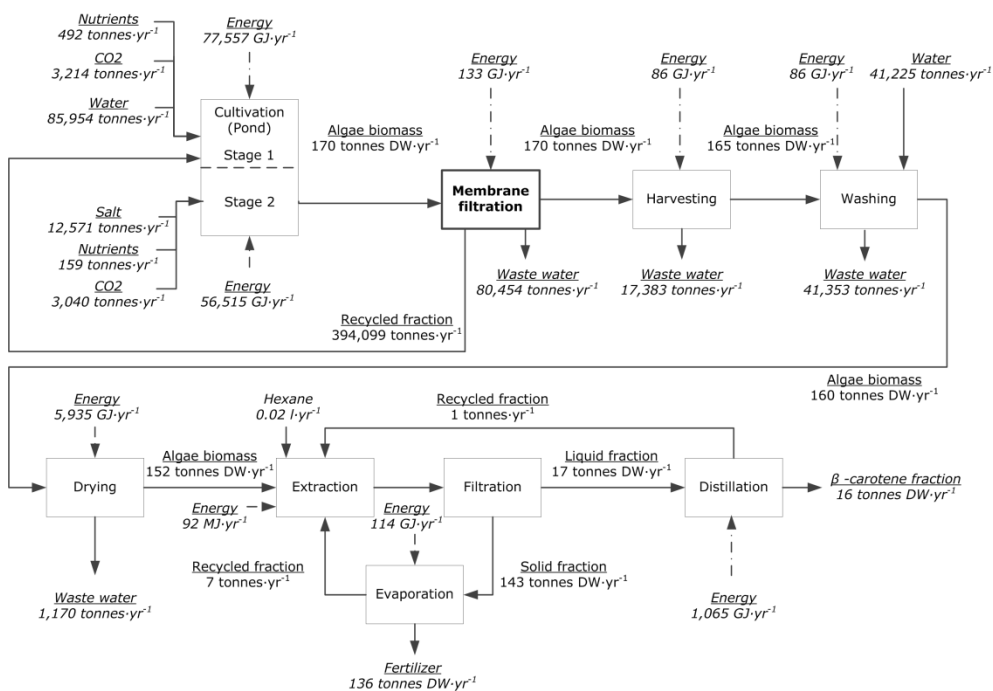 Nutrients
492 tonnes·yr⁻¹
CO2
3,214 tonnes·yr⁻¹
Water
85,954 tonnes·yr⁻¹
Energy
77,557 GJ·yr⁻¹
Cultivation
(Pond)
Stage 1
Stage 2
Salt
12,571 tonnes·yr⁻¹
Nutrients
159 tonnes·yr⁻¹
CO2
3,040 tonnes·yr⁻¹
Energy
56,515 GJ·yr⁻¹
Algae biomass
170 tonnes DW·yr⁻¹
Energy
133 GJ·yr⁻¹
Membrane
filtration
Waste water
80,454 tonnes·yr⁻¹
Recycled fraction
394,099 tonnes·yr⁻¹
Algae biomass
170 tonnes DW·yr⁻¹
Energy
86 GJ·yr⁻¹
Harvesting
Waste water
17,383 tonnes·yr⁻¹
Algae biomass
165 tonnes DW·yr⁻¹
Energy
86 GJ·yr⁻¹
Water
41,225 tonnes·yr⁻¹
Washing
Waste water
41,353 tonnes·yr⁻¹
Algae biomass
160 tonnes DW·yr⁻¹
Energy
5,935 GJ·yr⁻¹
Drying
Waste water
1,170 tonnes·yr⁻¹
Algae biomass
152 tonnes DW·yr⁻¹
Hexane
0.02 l·yr⁻¹
Energy
92 MJ·yr⁻¹
Extraction
Recycled fraction
1 tonnes·yr⁻¹
Filtration
Energy
114 GJ·yr⁻¹
Recycled fraction
7 tonnes·yr⁻¹
Evaporation
Solid fraction
143 tonnes DW·yr⁻¹
Fertilizer
136 tonnes DW·yr⁻¹
Liquid fraction
17 tonnes DW·yr⁻¹
Distillation
Energy
1,065 GJ·yr⁻¹
β -carotene fraction
16 tonnes DW·yr⁻¹